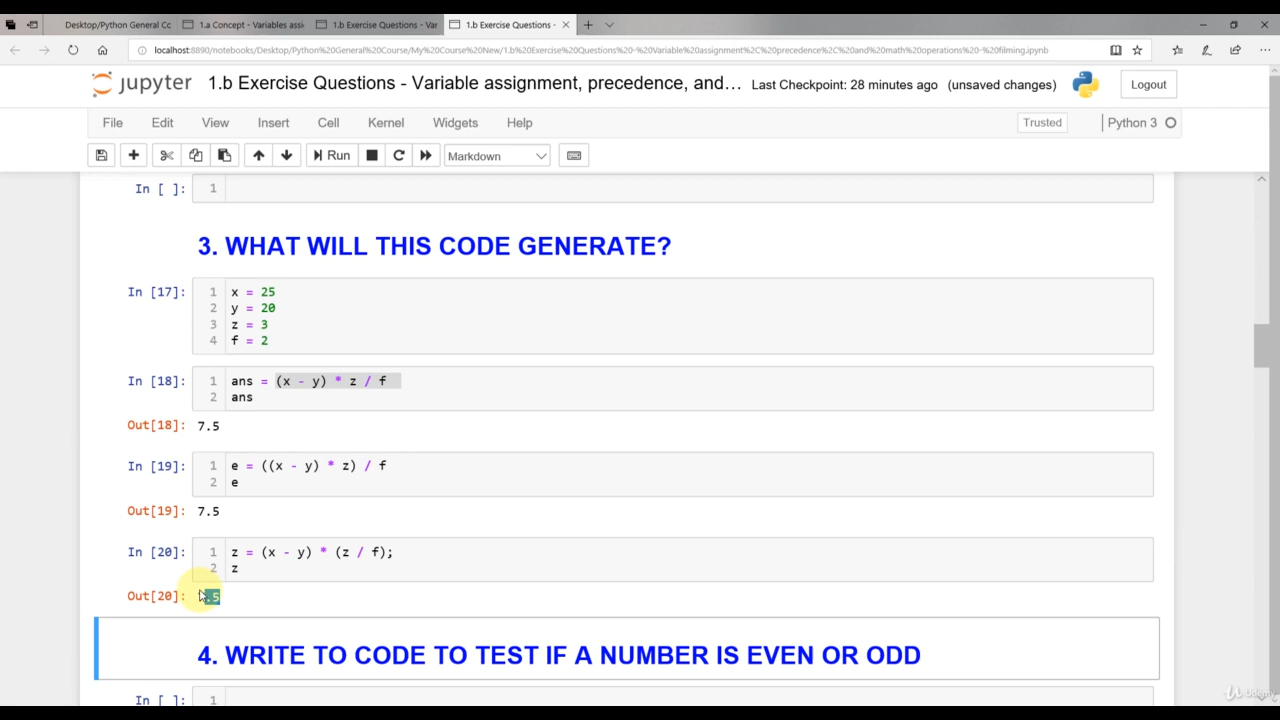 Desktop/Python General Cc
1.a Concept - Variables assi
1.b Exercise Questions - Var
1.b Exercise Questions -
localhost:8890/notebooks/Desktop/Python%20General%20Course/My%20Course%20New/1.b%20Exercise%20Questions%20-%20Variable%20assignment%2C%20precedence%2C%20and%20math%20operations%20-%20filming.ipynb
jupyter 1.b Exercise Questions - Variable assignment, precedence, and... Last Checkpoint: 28 minutes ago (unsaved changes) Logout
File Edit View Insert Cell Kernel Widgets Help Trusted Python 3
Run Markdown
In [ ]: 1
3. WHAT WILL THIS CODE GENERATE?
In [17]: 1 x = 25
2 y = 20
3 z = 3
4 f = 2
In [18]: 1 ans = (x - y) * z / f
2 ans
Out[18]: 7.5
In [19]: 1 e = ((x - y) * z) / f
2 e
Out[19]: 7.5
In [20]: 1 z = (x - y) * (z / f);
2 z
Out[20]: .5
4. WRITE TO CODE TO TEST IF A NUMBER IS EVEN OR ODD
In [ ]: 1
Udemy